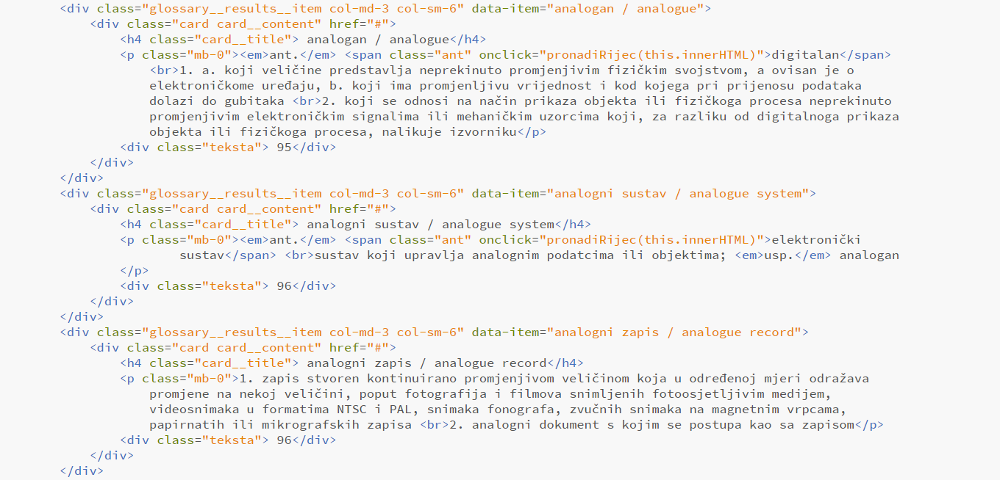 <div class="glossary__results__item col-md-3 col-sm-6" data-item="analogan / analogue">
<div class="card card__content" href="#">
<h4 class="card__title"> analogan / analogue</h4>
<p class="mb-0"><em>ant.</em> <span class="ant" onclick="pronadiRijec(this.innerHTML)">digitalan</span>
<br>1. a. koji veličine predstavlja neprekinuto promjenjivim fizičkim svojstvom, a ovisan je o
elektroničkome uređaju, b. koji ima promjenljivu vrijednost i kod kojega pri prijenosu podataka
dolazi do gubitaka <br>2. koji se odnosi na način prikaza objekta ili fizičkoga procesa neprekinuto
promjenjivim elektroničkim signalima ili mehaničkim uzorcima koji, za razliku od digitalnoga prikaza
objekta ili fizičkoga procesa, nalikuje izvorniku</p>
<div class="teksta"> 95</div>
</div>
</div>
<div class="glossary__results__item col-md-3 col-sm-6" data-item="analogni sustav / analogue system">
<div class="card card__content" href="#">
<h4 class="card__title"> analogni sustav / analogue system</h4>
<p class="mb-0"><em>ant.</em> <span class="ant" onclick="pronadiRijec(this.innerHTML)">elektronički
sustav</span> <br>sustav koji upravlja analognim podatcima ili objektima; <em>usp.</em> analogan
</p>
<div class="teksta"> 96</div>
</div>
</div>
<div class="glossary__results__item col-md-3 col-sm-6" data-item="analogni zapis / analogue record">
<div class="card card__content" href="#">
<h4 class="card__title"> analogni zapis / analogue record</h4>
<p class="mb-0">1. zapis stvoren kontinuirano promjenjivom veličinom koja u određenoj mjeri odražava
promjene na nekoj veličini, poput fotografija i filmova snimljenih fotoosjetljivim medijem,
videosnimaka u formatima NTSC i PAL, snimaka fonografa, zvučnih snimaka na magnetnim vrpcama,
papirnatih ili mikrografskih zapisa <br>2. analogni dokument s kojim se postupa kao sa zapisom</p>
<div class="teksta"> 96</div>
</div>
</div>